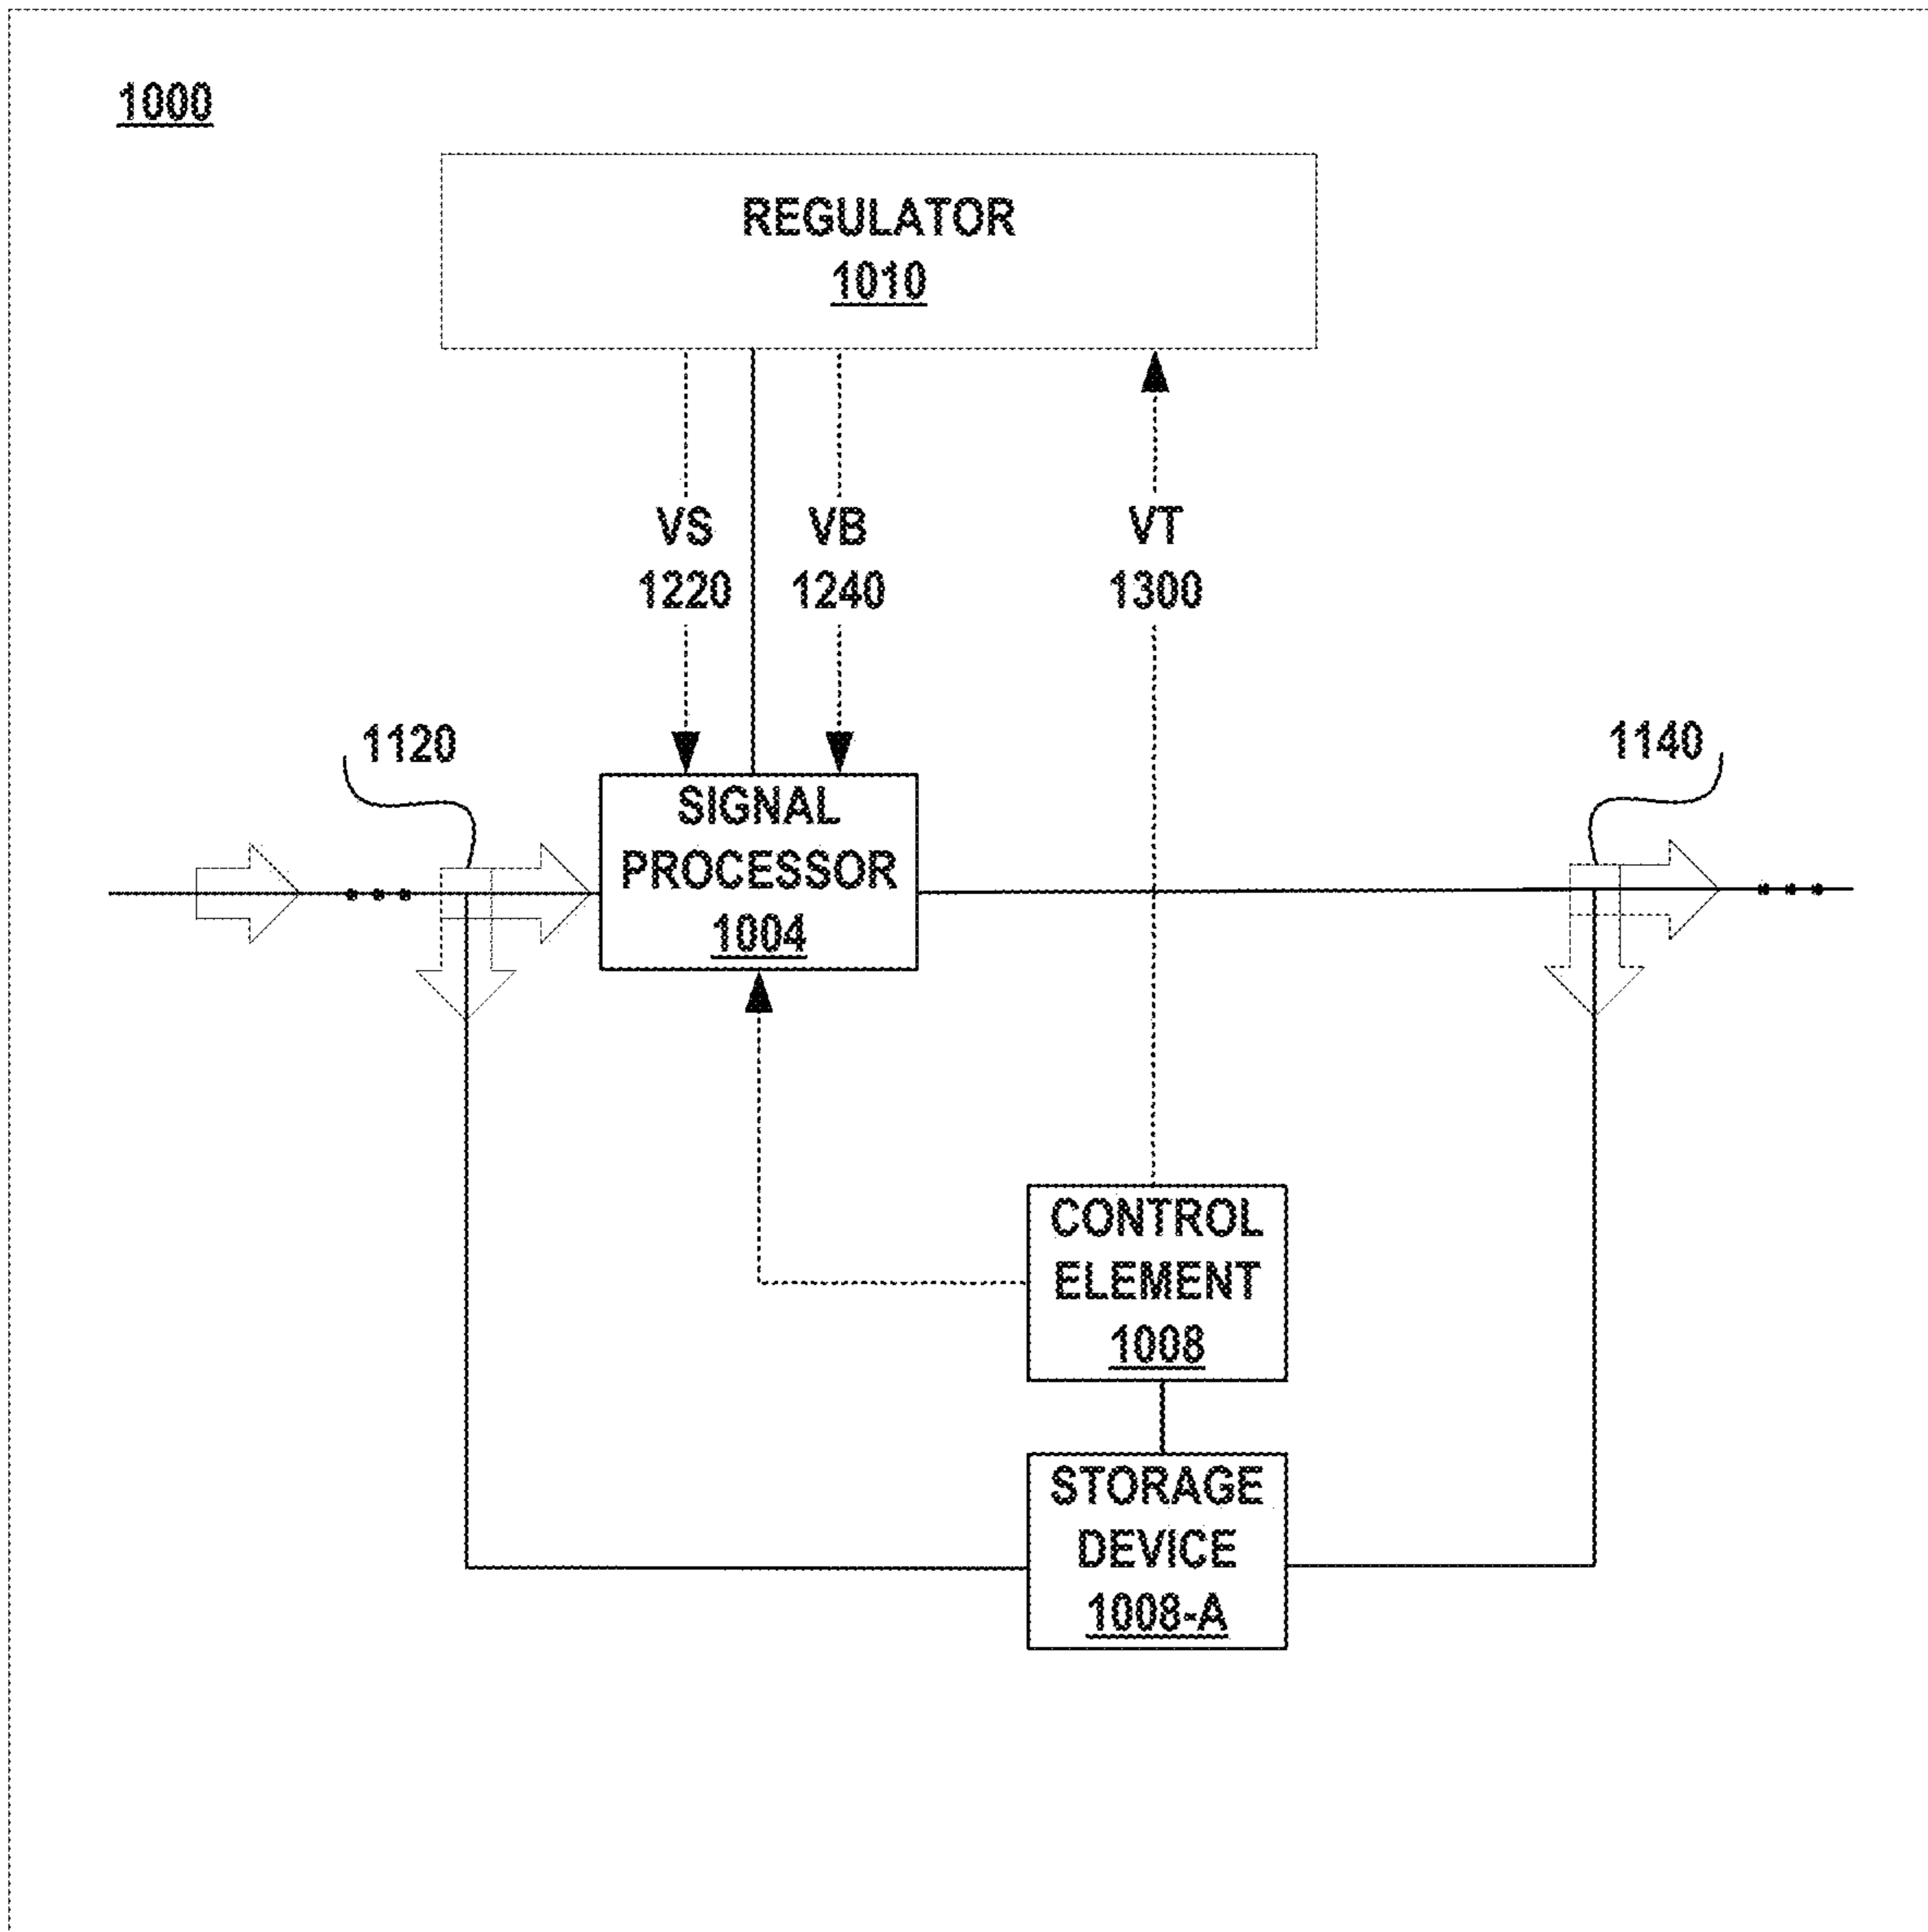 1000
REGULATOR
1010
VS
1220
VB
1240
VT
1300
1120
1140
SIGNAL
PROCESSOR
1004
CONTROL
ELEMENT
1008
STORAGE
DEVICE
1008-A